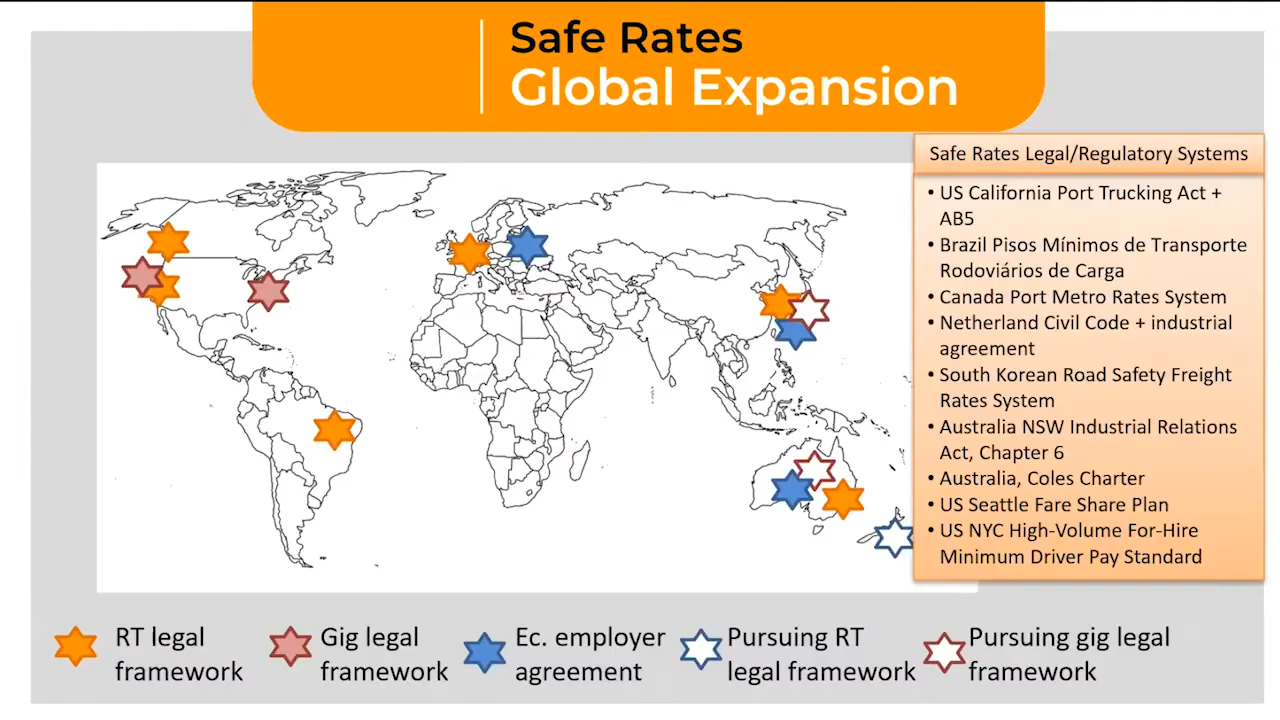 Safe Rates
Global Expansion
Safe Rates Legal/Regulatory Systems
• US California Port Trucking Act +
AB5
• Brazil Pisos Mínimos de Transporte
Rodoviários de Carga
• Canada Port Metro Rates System
• Netherland Civil Code + industrial
agreement
• South Korean Road Safety Freight
Rates System
• Australia NSW Industrial Relations
Act, Chapter 6
• Australia, Coles Charter
• US Seattle Fare Share Plan
• US NYC High-Volume For-Hire
Minimum Driver Pay Standard
RT legal
framework
Gig legal
framework
Ec. employer
agreement
Pursuing RT
legal framework
Pursuing gig legal
framework